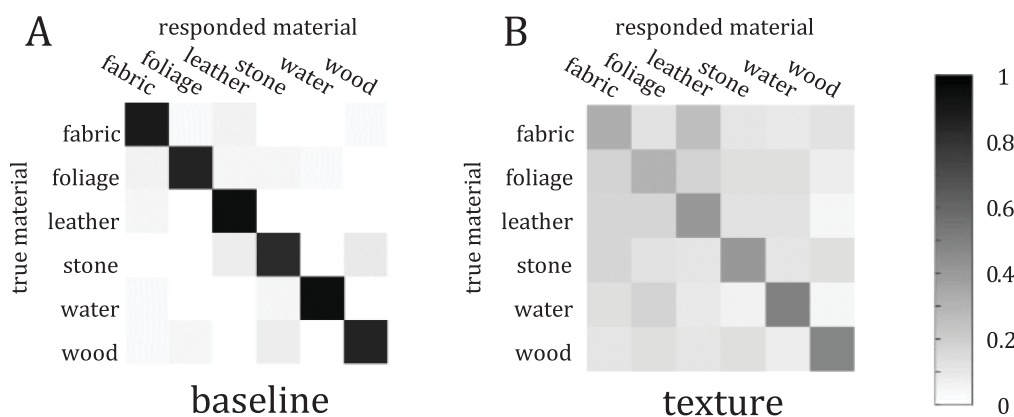 A
responded material
fabric
foliage
leather
stone
water
wood
true material
fabric
foliage
leather
stone
water
wood
baseline
B
responded material
fabric
foliage
leather
stone
water
wood
true material
fabric
foliage
leather
stone
water
wood
texture
1
0.8
0.6
0.4
0.2
0